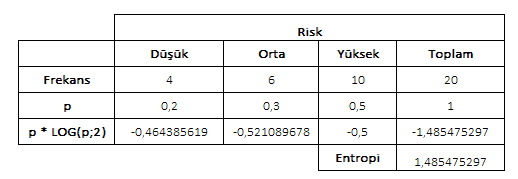 Risk
Düşük Orta Yüksek Toplam
Frekans 4 6 10 20
p 0,2 0,3 0,5 1
p * LOG(p;2) -0,464385619 -0,521089678 -0,5 -1,485475297
Entropi 1,485475297